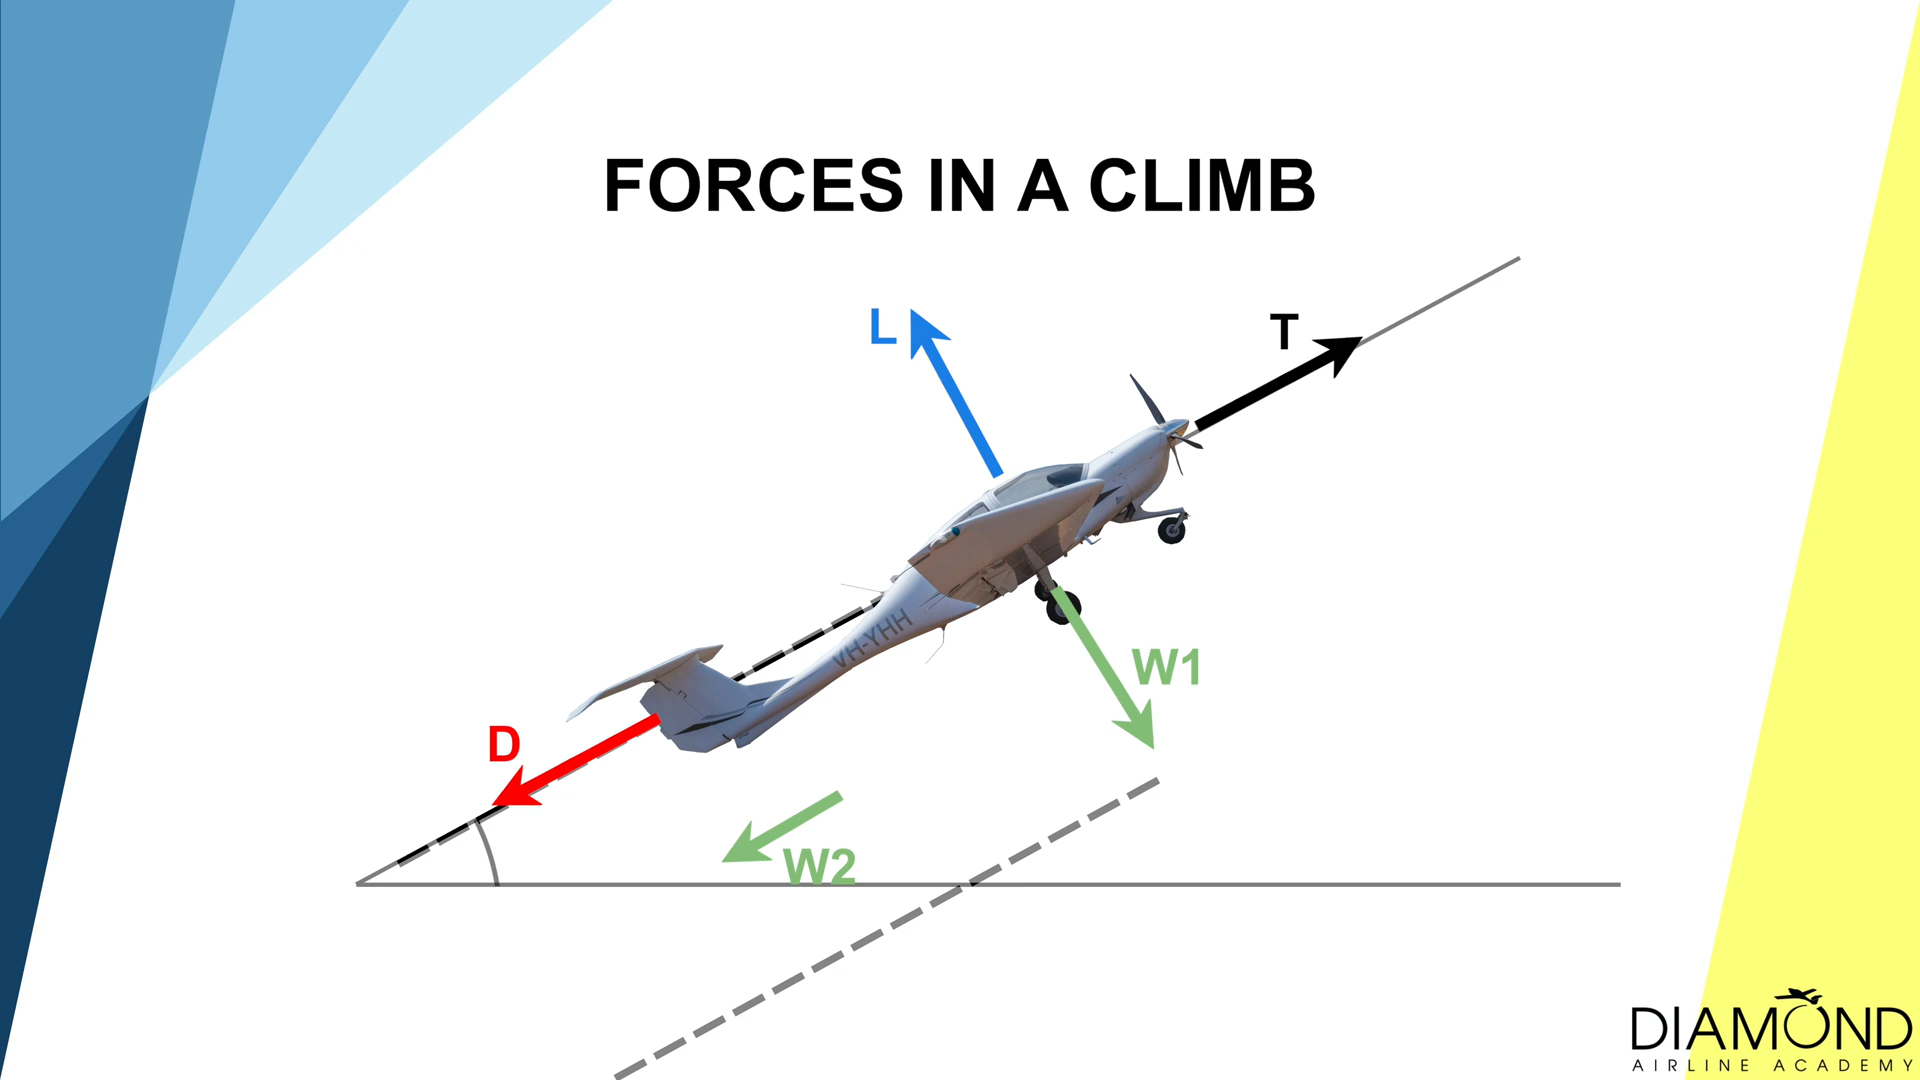 FORCES IN A CLIMB
L
T
VH-YHH
W1
D
W2
DIAMOND
AIRLINE ACADEMY